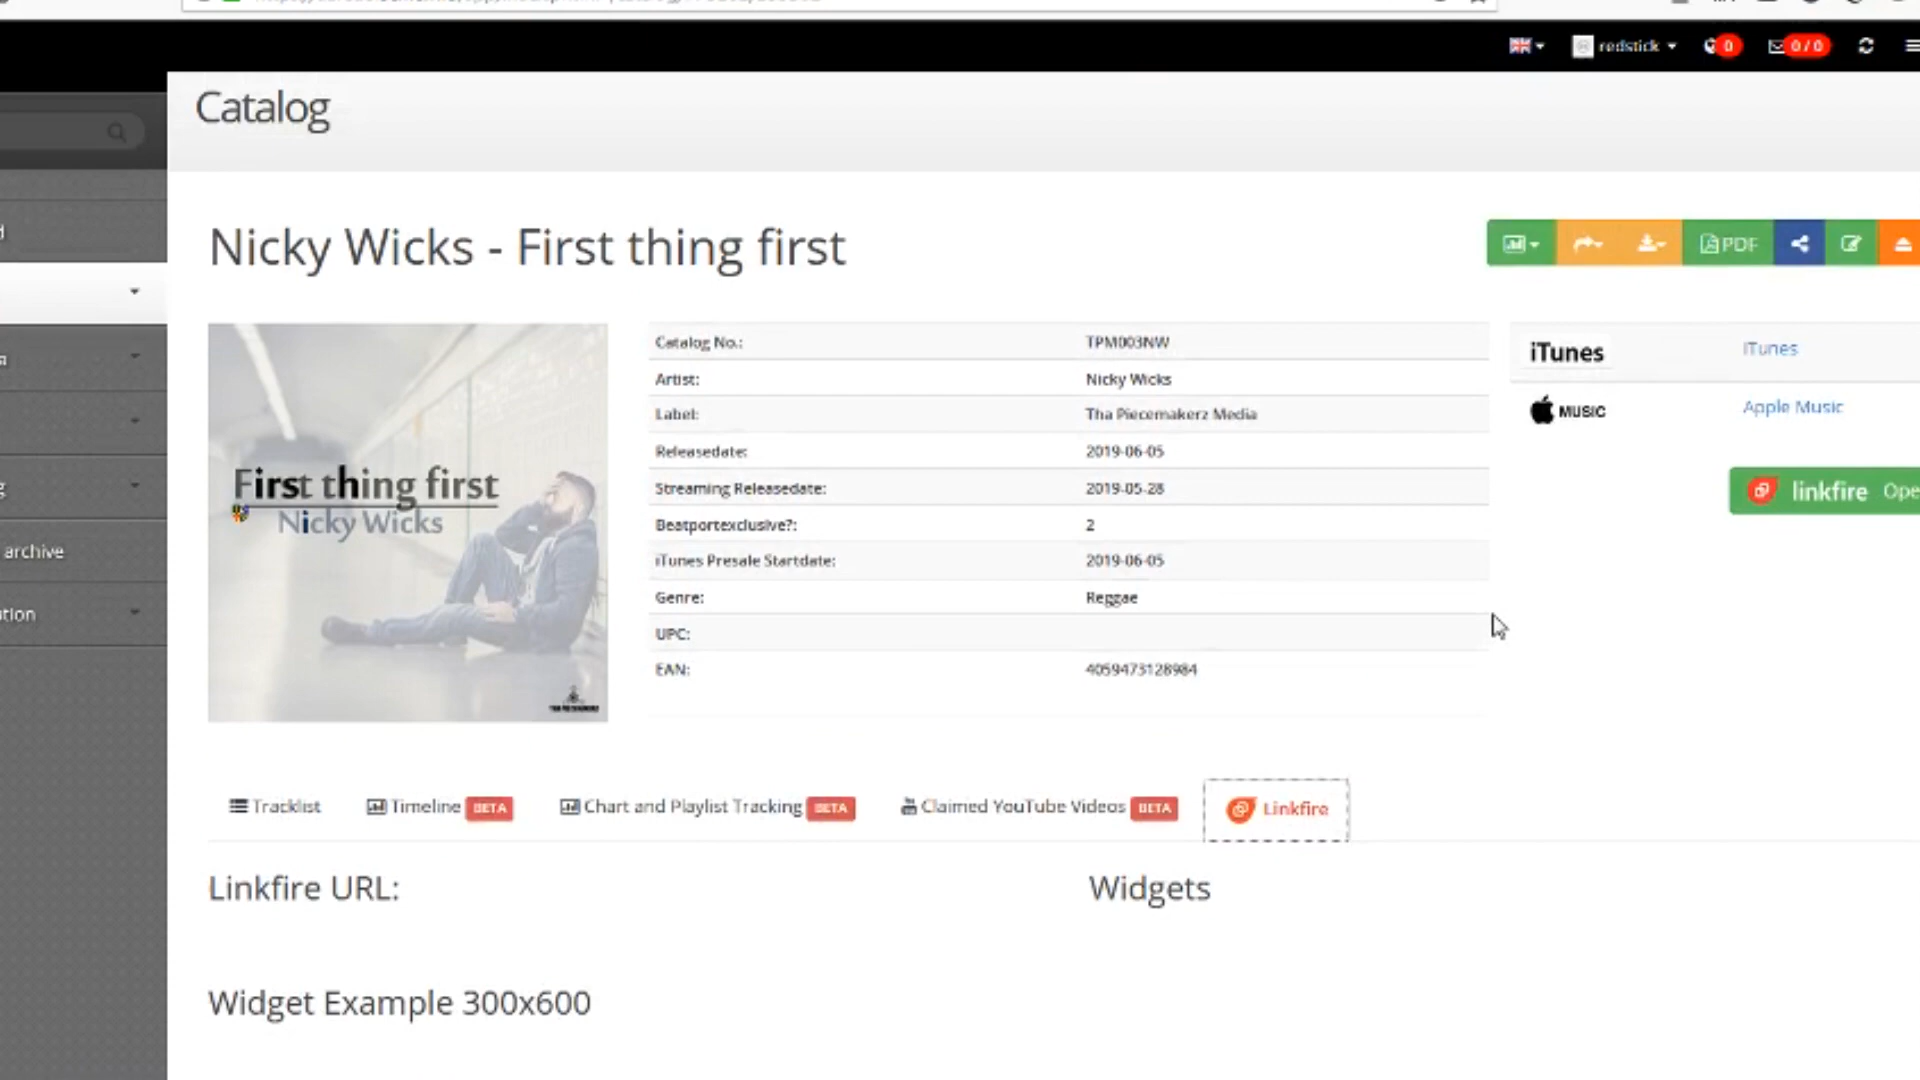 redstick
0
0 / 0
Catalog
Nicky Wicks - First thing first
PDF
First thing first
Nicky Wicks
Catalog No.: TPM003NW
Artist: Nicky Wicks
Label: Tha Piecemakerz Media
Releasedate: 2019-06-05
Streaming Releasedate: 2019-05-28
Beatportexclusive?: 2
iTunes Presale Startdate: 2019-06-05
Genre: Reggae
UPC:
EAN: 4059473128984
iTunes iTunes
MUSIC Apple Music
linkfire Ope
archive
tion
Tracklist Timeline BETA Chart and Playlist Tracking BETA Claimed YouTube Videos BETA Linkfire
Linkfire URL: Widgets
Widget Example 300x600